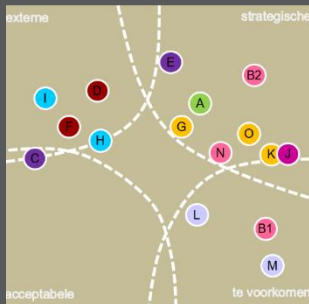 externe
strategische
E
B2
I
D
A
F
G
O
H
N
K
J
C
L
B1
M
acceptabele
te voorkomen